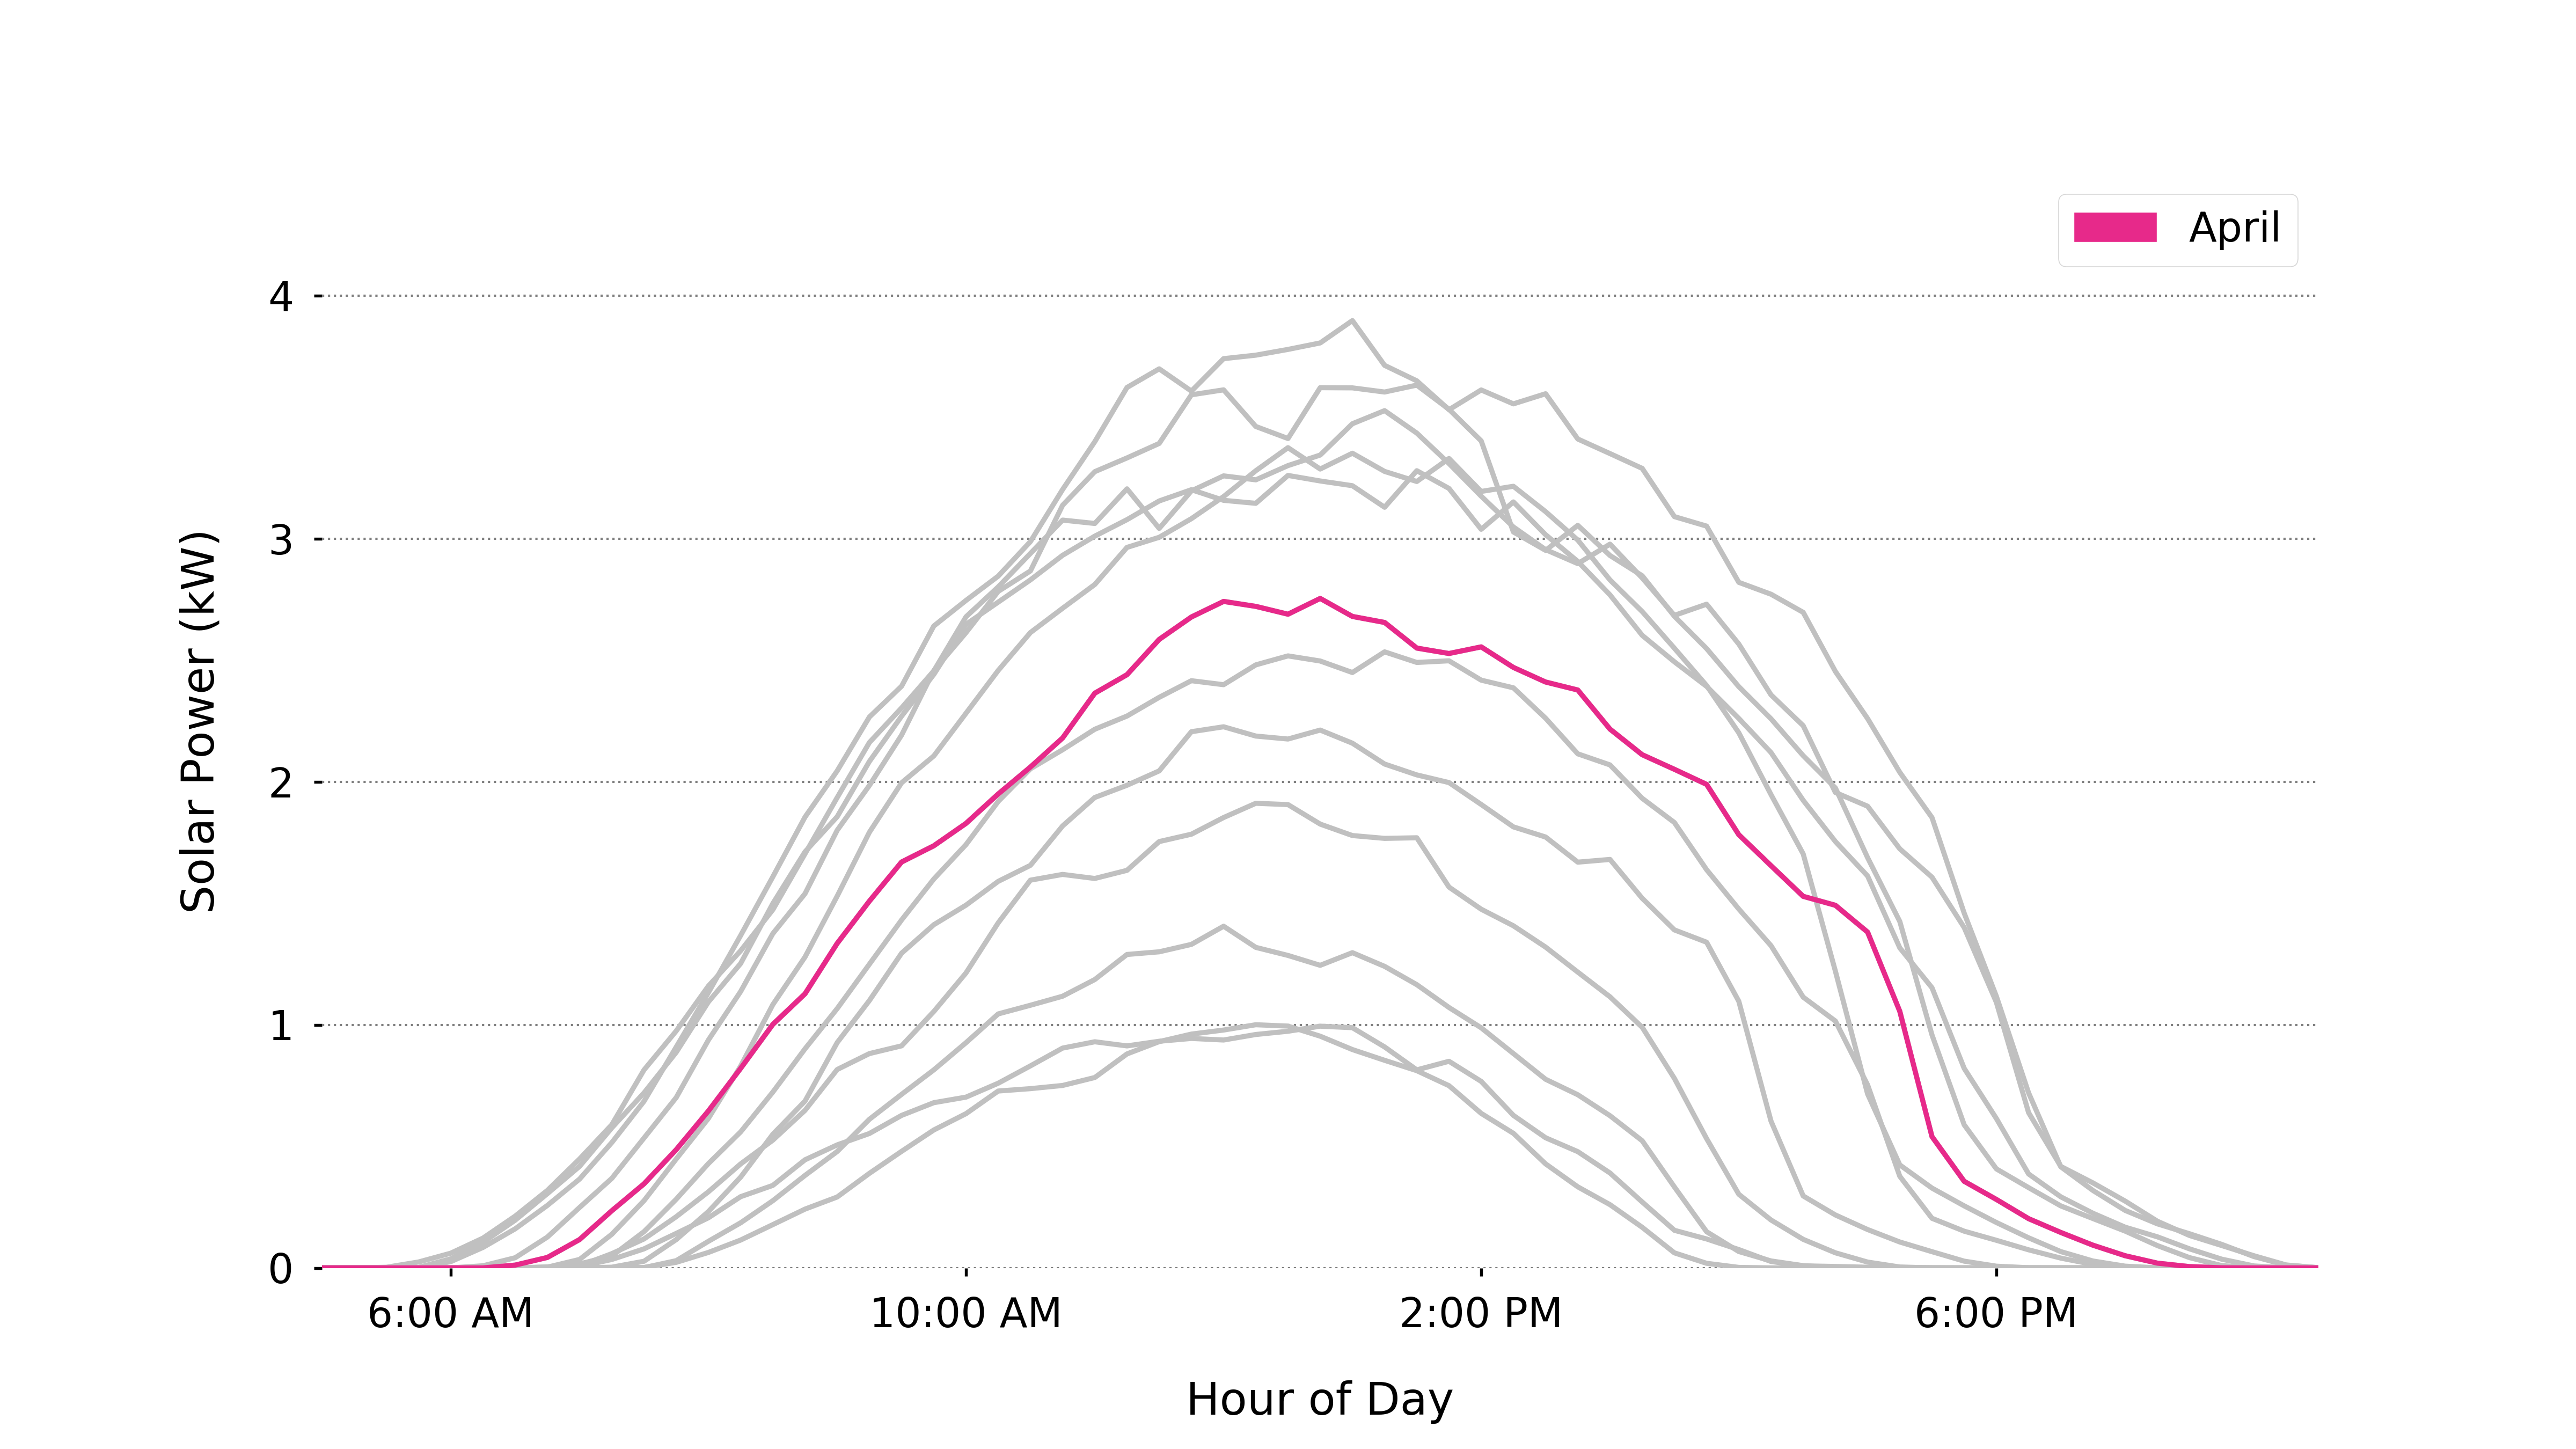 April
4
3
2
1
0
Solar Power (kW)
6:00 AM
10:00 AM
2:00 PM
6:00 PM
Hour of Day